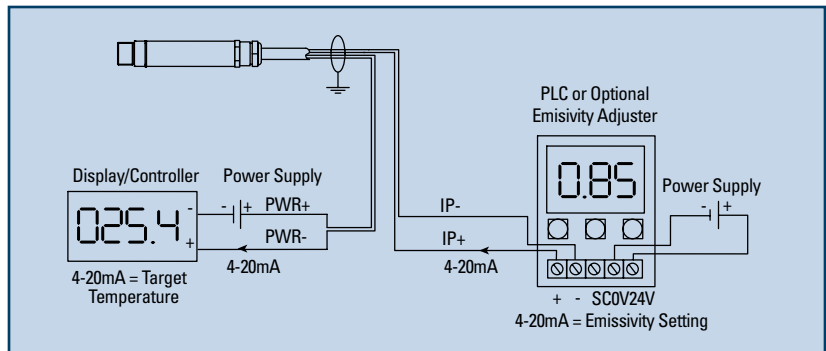 PLC or Optional
Emisivity Adjuster
0.85
Display/Controller
Power Supply
Power Supply
025.4
-
+
- +
PWR+
PWR-
4-20mA
4-20mA = Target
Temperature
IP-
IP+
4-20mA
- +
+ - SC0V24V
4-20mA = Emissivity Setting